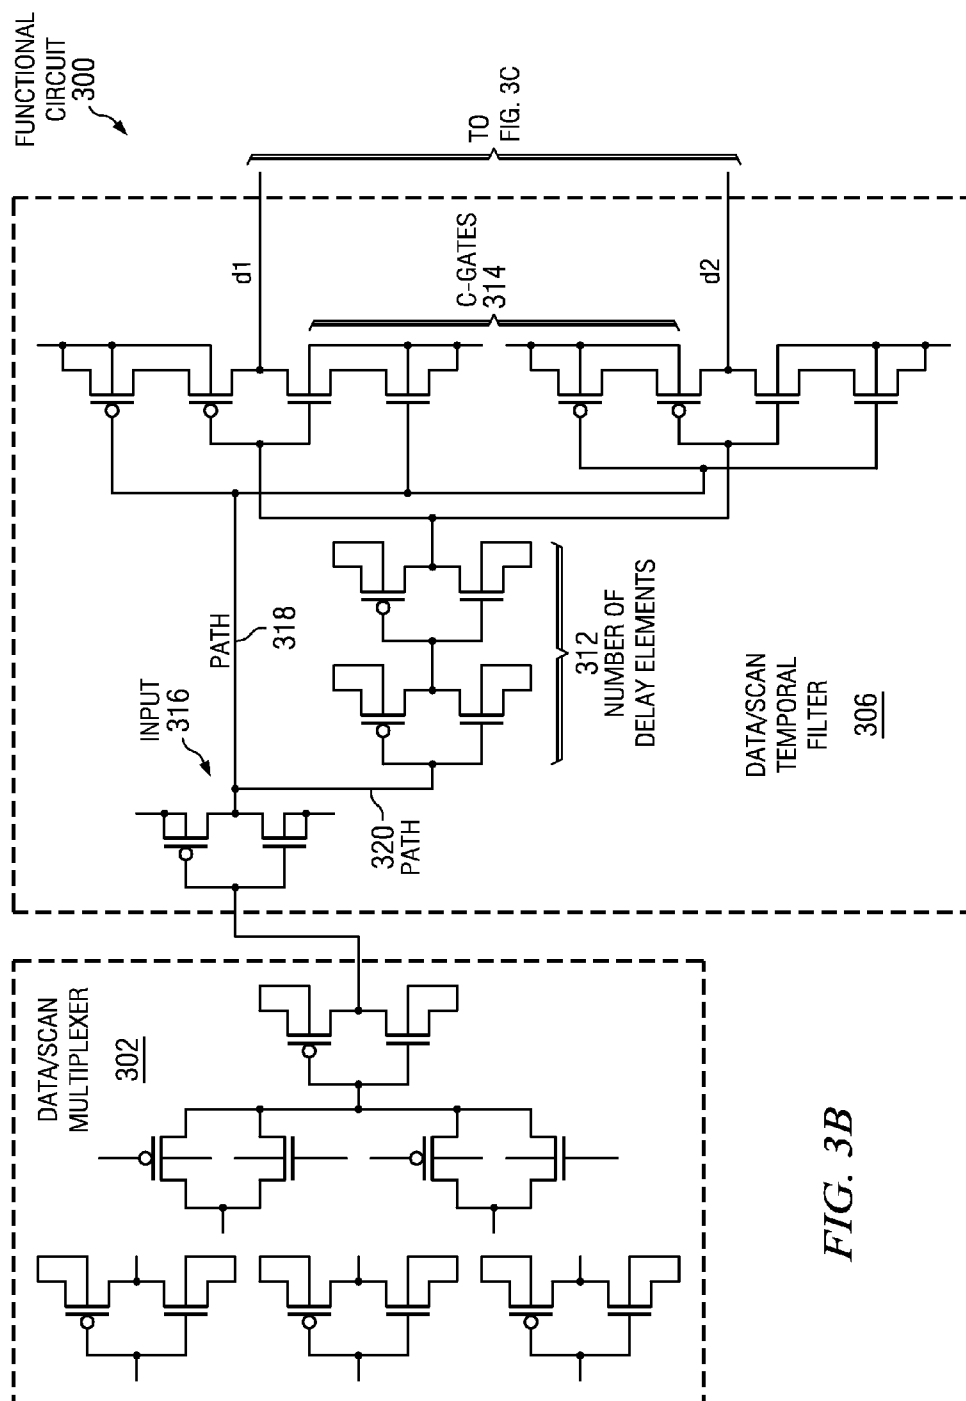 FUNCTIONAL
CIRCUIT
300
TO
FIG. 3C
d1
C-GATES
314
d2
PATH
318
INPUT
316
312
NUMBER OF
DELAY ELEMENTS
320
PATH
DATA/SCAN
TEMPORAL
FILTER
306
DATA/SCAN
MULTIPLEXER
302
FIG. 3B